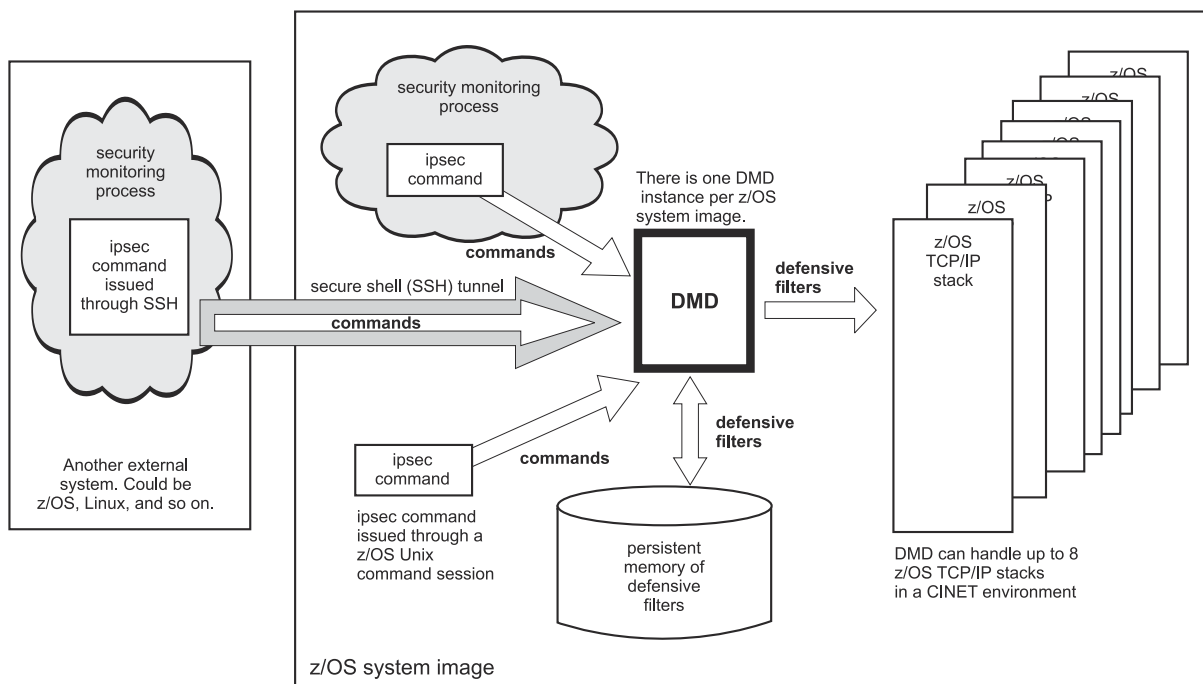 security
monitoring
process
ipsec
command
issued
through SSH
Another external
system. Could be
z/OS, Linux, and so on.
security monitoring
process
ipsec
command
commands
secure shell (SSH) tunnel
commands
ipsec
command
commands
ipsec command
issued through a
z/OS Unix
command session
There is one DMD
instance per z/OS
system image.
DMD
defensive
filters
defensive
filters
persistent
memory of
defensive
filters
z/OS
z/OS
z/OS
z/OS
z/OS
TCP/IP
stack
DMD can handle up to 8
z/OS TCP/IP stacks
in a CINET environment
z/OS system image